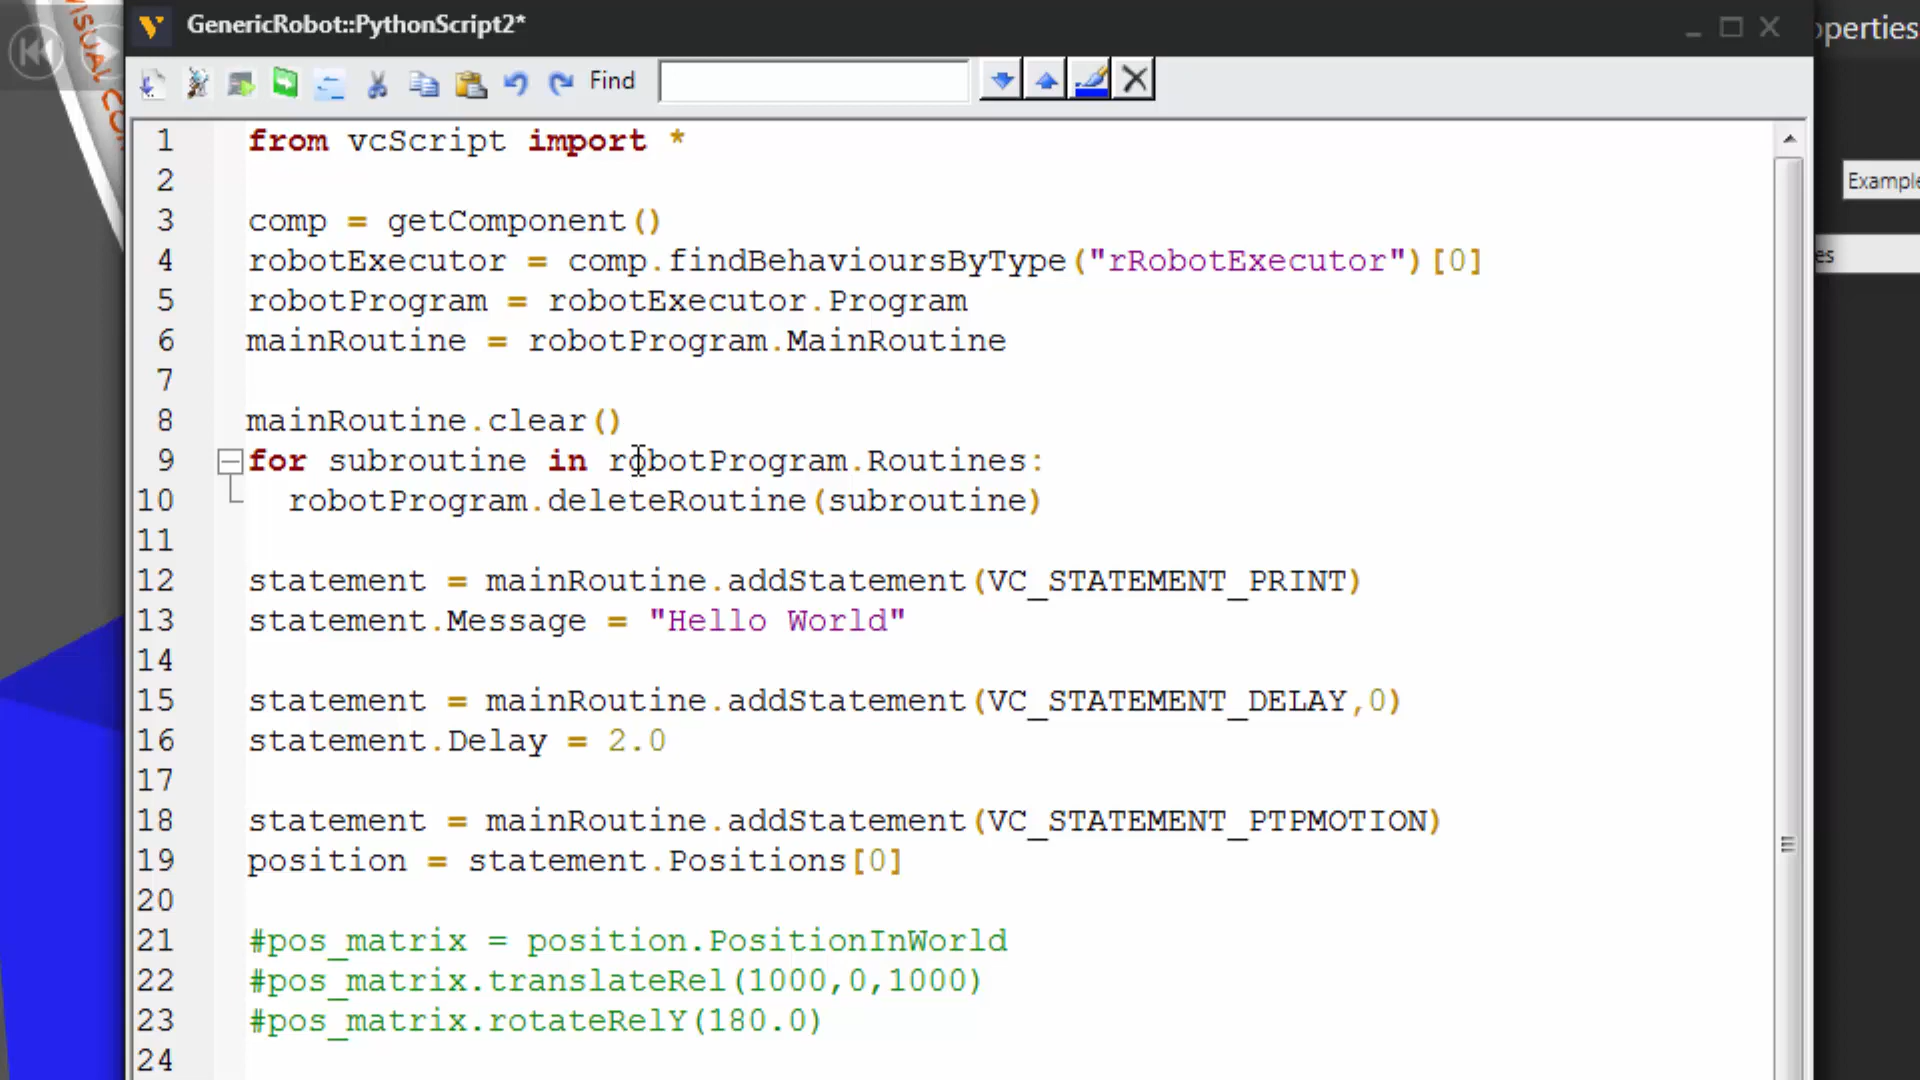 GenericRobot::PythonScript2*
VISUAL CO
operties
Find
Example
es
1 from vcScript import *
2
3 comp = getComponent()
4 robotExecutor = comp.findBehavioursByType("rRobotExecutor")[0]
5 robotProgram = robotExecutor.Program
6 mainRoutine = robotProgram.MainRoutine
7
8 mainRoutine.clear()
9 for subroutine in robotProgram.Routines:
10 robotProgram.deleteRoutine(subroutine)
11
12 statement = mainRoutine.addStatement(VC_STATEMENT_PRINT)
13 statement.Message = "Hello World"
14
15 statement = mainRoutine.addStatement(VC_STATEMENT_DELAY,0)
16 statement.Delay = 2.0
17
18 statement = mainRoutine.addStatement(VC_STATEMENT_PTPMOTION)
19 position = statement.Positions[0]
20
21 #pos_matrix = position.PositionInWorld
22 #pos_matrix.translateRel(1000,0,1000)
23 #pos_matrix.rotateRelY(180.0)
24